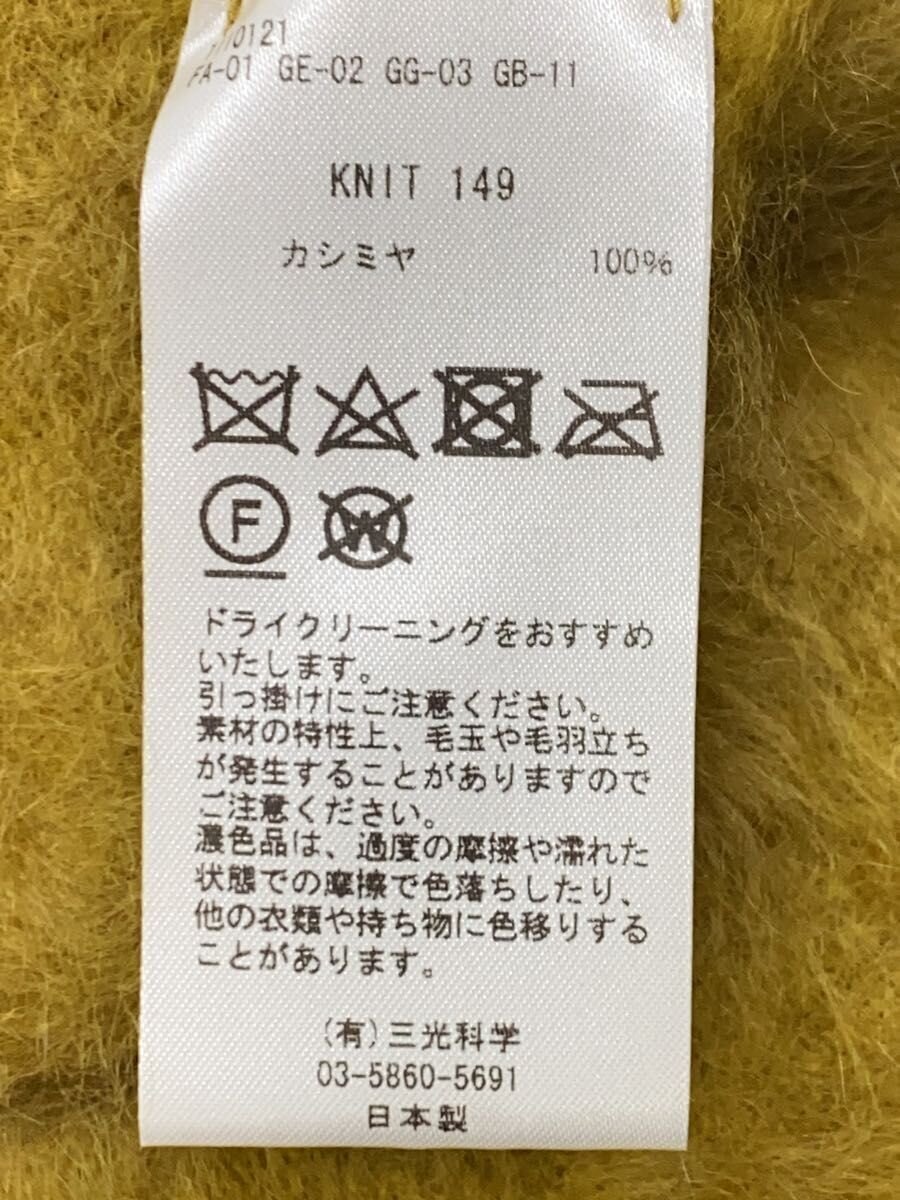 10121
FA-01 GE-02 GG-03 GB-11
KNIT 149
カシミヤ 100%
F W
ドライクリーニングをおすすめ
いたします。
引っ掛けにご注意ください。
素材の特性上、毛玉や毛羽立ち
が発生することがありますので
ご注意ください。
濃色品は、過度の摩擦や濡れた
状態での摩擦で色落ちしたり、
他の衣類や持ち物に色移りする
ことがあります。
(有)三光科学
03-5860-5691
日本製